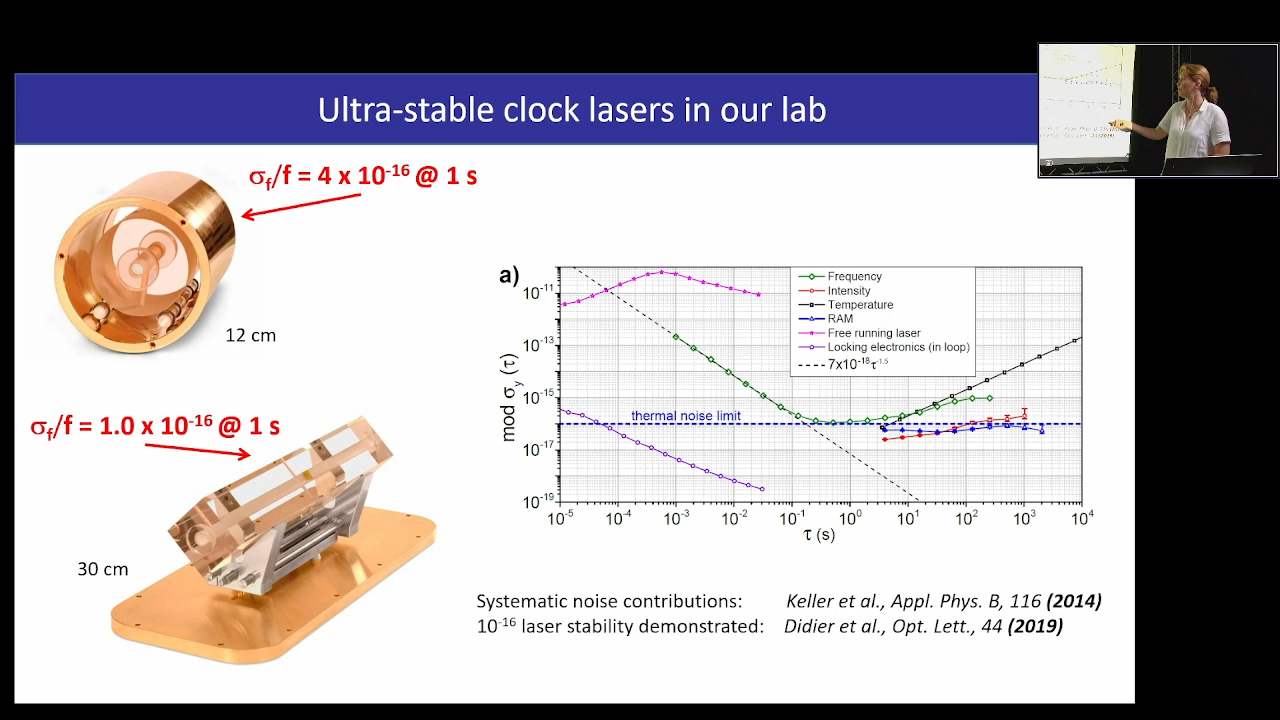 Ultra-stable clock lasers in our lab
σf/f = 4 x 10-16 @ 1 s
12 cm
σf/f = 1.0 x 10-16 @ 1 s
30 cm
a)
Frequency
Intensity
Temperature
RAM
Free running laser
Locking electronics (in loop)
7x10-18τ-1.5
thermal noise limit
mod σy (τ)
10-11
10-13
10-15
10-17
10-19
10-5 10-4 10-3 10-2 10-1 100 101 102 103 104
τ (s)
Systematic noise contributions: Keller et al., Appl. Phys. B, 116 (2014)
10-16 laser stability demonstrated: Didier et al., Opt. Lett., 44 (2019)